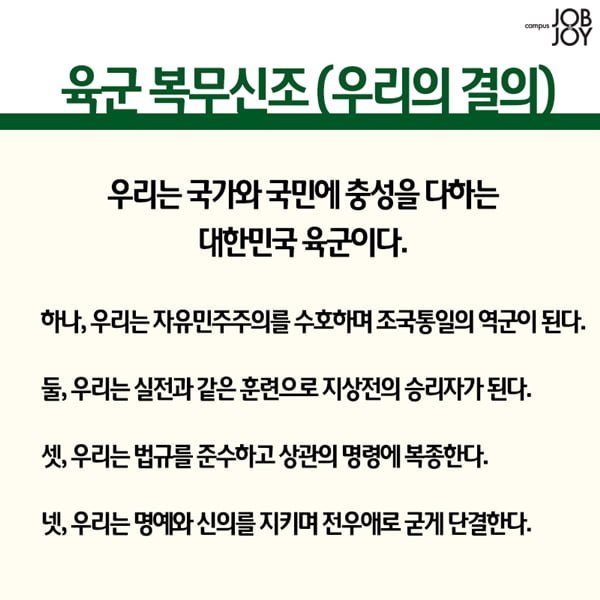 campus JOB
& JOY
육군 복무신조 (우리의 결의)
우리는 국가와 국민에 충성을 다하는
대한민국 육군이다.
하나, 우리는 자유민주주의를 수호하며 조국통일의 역군이 된다.
둘, 우리는 실전과 같은 훈련으로 지상전의 승리자가 된다.
셋, 우리는 법규를 준수하고 상관의 명령에 복종한다.
넷, 우리는 명예와 신의를 지키며 전우애로 굳게 단결한다.